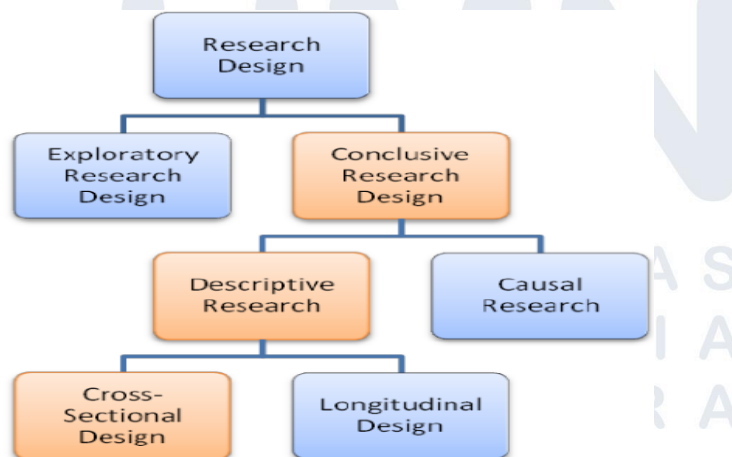 Research
Design
Exploratory
Research
Design
Conclusive
Research
Design
Descriptive
Research
Causal
Research
Cross-
Sectional
Design
Longitudinal
Design
A S
I A
R A